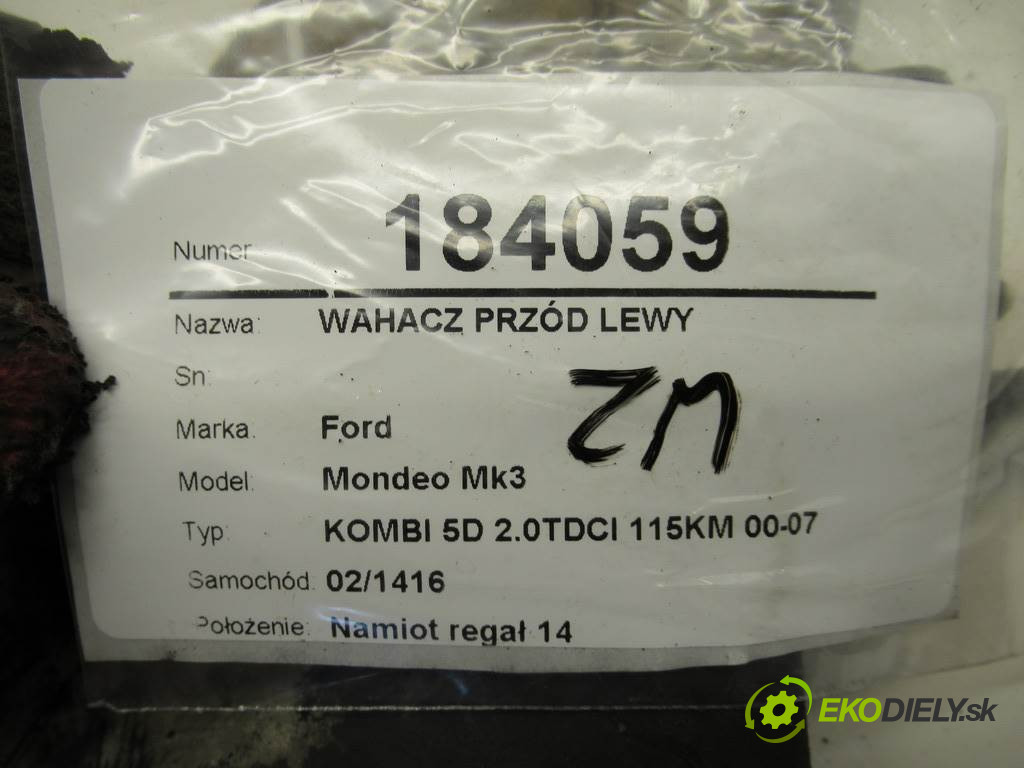 Numer 184059
Nazwa: WAHACZ PRZÓD LEWY
Sn:
ZM
Marka: Ford
Model: Mondeo Mk3
Typ: KOMBI 5D 2.0TDCI 115KM 00-07
Samochód: 02/1416
Położenie: Namiot regał 14
EKODIELY.sk